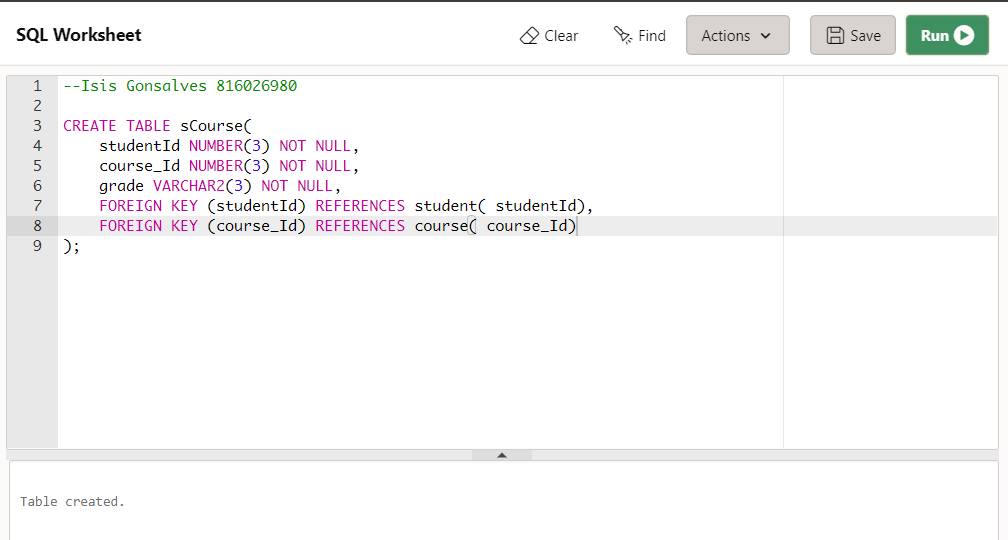 SQL Worksheet Clear Find Actions Save Run
1 --Isis Gonsalves 816026980
2
3 CREATE TABLE sCourse(
4 studentId NUMBER(3) NOT NULL,
5 course_Id NUMBER(3) NOT NULL,
6 grade VARCHAR2(3) NOT NULL,
7 FOREIGN KEY (studentId) REFERENCES student( studentId),
8 FOREIGN KEY (course_Id) REFERENCES course( course_Id)
9 );
Table created.